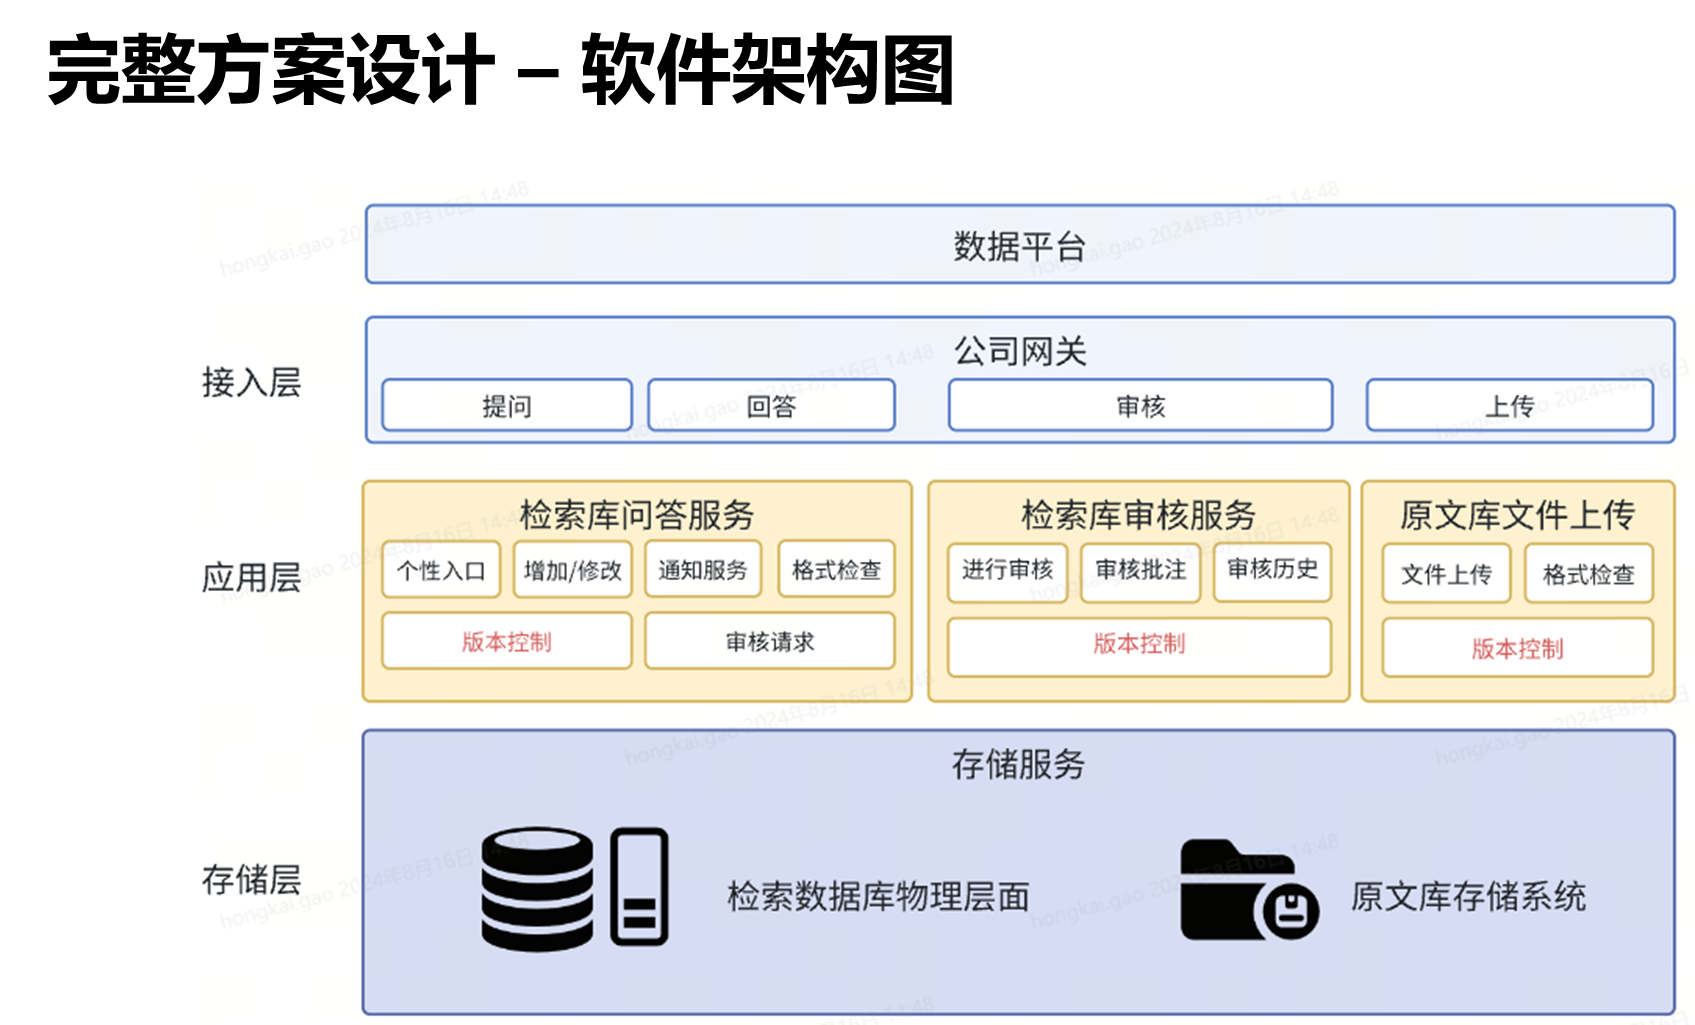 完整方案设计 – 软件架构图
数据平台
接入层
公司网关
提问
回答
审核
上传
应用层
检索库问答服务
个性入口
增加/修改
通知服务
格式检查
版本控制
审核请求
检索库审核服务
进行审核
审核批注
审核历史
版本控制
原文库文件上传
文件上传
格式检查
版本控制
存储层
存储服务
检索数据库物理层面
原文库存储系统
hongkai.gao 2024年8月16日 14:48